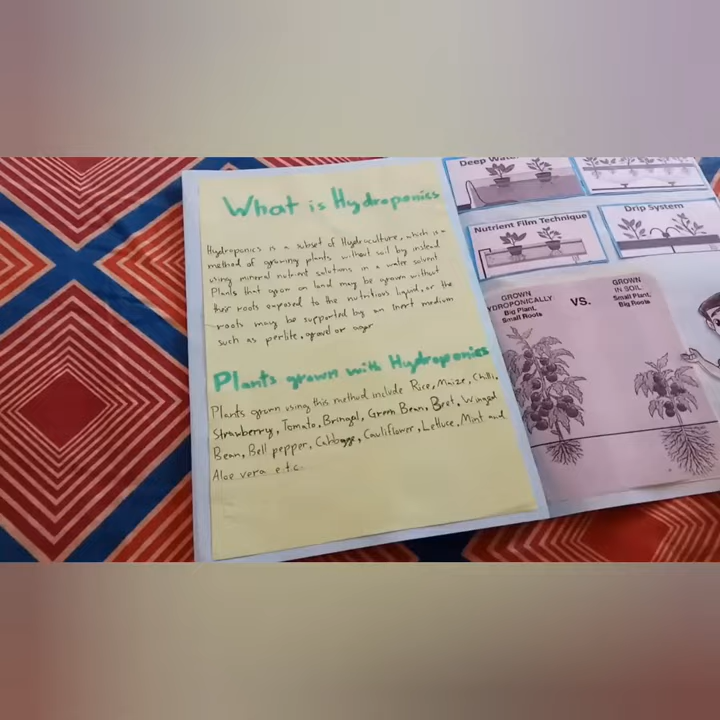 What is Hydroponics
Hydroponics is a subset of Hydroculture, which is a
method of growing plants without soil by instead
using mineral nutrient solutions in a water solvent
Plants that grow on land may be grown without
their roots exposed to the nutritious liquid, or the
roots may be supported by an inert medium
such as perlite, gravel or
Plants grown with Hydroponics
Plants grown using this method include Rice, Maize, Chilli,
Strawberry, Tomato, Bringal, Green Bean, Beet, Winged
Bean, Bell pepper, Cabbage, Cauliflower, Lettuce, Mint and
Aloe vera e.t.c.
Deep
Nutrient Film Technique
Drip System
GROWN
HYDROPONICALLY
Big Plant,
Small Roots
VS.
GROWN
IN SOIL
Small Plant,
Big Roots